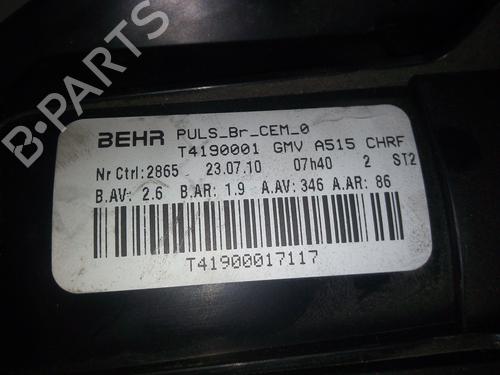 B-PARTS
BEHR PULS_Br_CEM_0
T4190001 GMV A515 CHRF
Nr Ctrl:2865 23.07.10 07h40 2 ST2
B.AV: 2.6 B.AR: 1.9 A.AV: 346 A.AR: 86
T41900017117